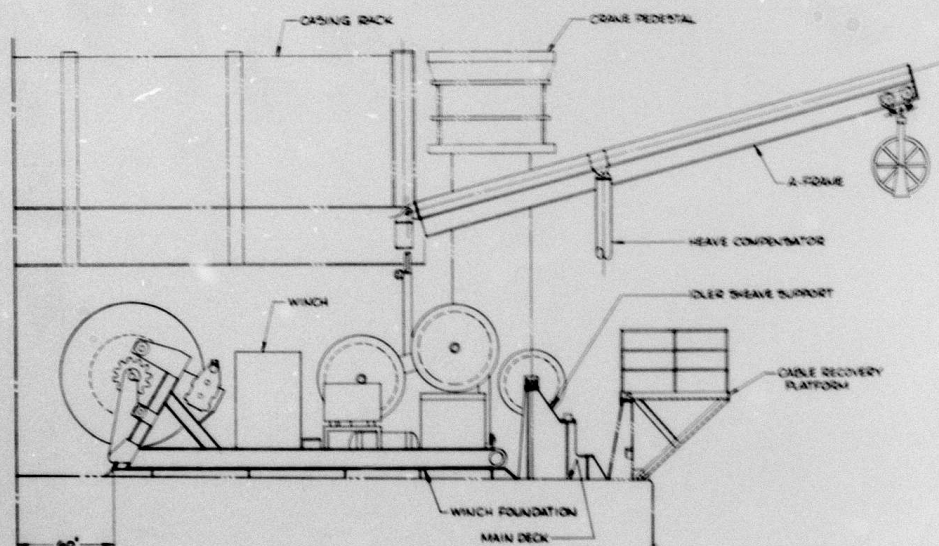 CASING RACK
CRANE PEDESTAL
A-FRAME
HEAVE COMPENSATOR
IDLER SHEAVE SUPPORT
WINCH
CABLE RECOVERY
PLATFORM
WINCH FOUNDATION
MAIN DECK